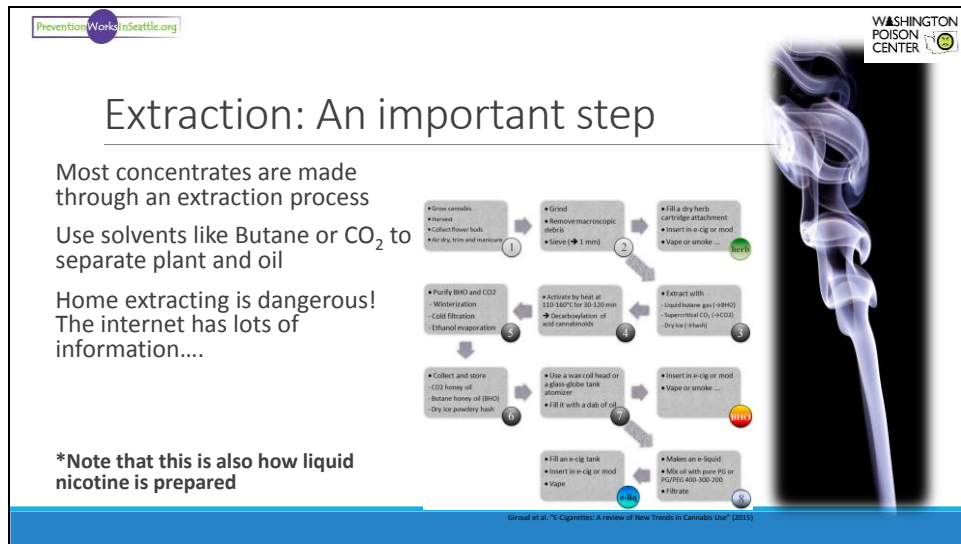 PreventionWorksInSeattle.org
WASHINGTON
POISON
CENTER
Extraction: An important step
Most concentrates are made
through an extraction process
Use solvents like Butane or CO2 to
separate plant and oil
Home extracting is dangerous!
The internet has lots of
information….
*Note that this is also how liquid
nicotine is prepared
• Grow cannabis
• Harvest
• Collect flower buds
• Air dry, trim and manicure
1
• Grind
• Remove macroscopic
debris
• Sieve (➔ 1 mm)
2
• Fill a dry herb
cartridge attachment
• Insert in e-cig or mod
• Vape or smoke ...
herb
• Extract with
- Liquid butane gas (➔BHO)
- Supercritical CO2 (➔CO2)
- Dry ice (➔hash)
3
• Activate by heat at
110-160°C for 30-120 min
➔ Decarboxylation of
acid cannabinoids
4
• Purify BHO and CO2
- Winterization
- Cold filtration
- Ethanol evaporation
5
• Collect and store
- CO2 honey oil
- Butane honey oil (BHO)
- Dry ice powdery hash
6
• Use a wax coil head or
a glass-globe tank
atomizer
• Fill it with a dab of oil
7
• Insert in e-cig or mod
• Vape or smoke ...
BHO
• Makes an e-liquid
• Mix oil with pure PG or
PG/PEG 400-300-200
• Filtrate
8
• Fill an e-cig tank
• Insert in e-cig or mod
• Vape
e-liq
Giroud et al. "E-Cigarettes: A review of New Trends in Cannabis Use" (2015)